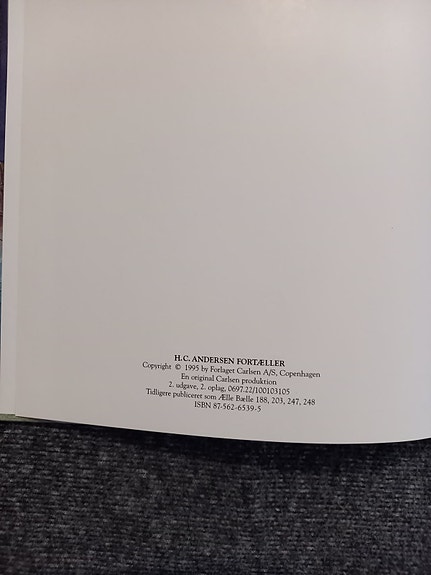 H. C. ANDERSEN FORTÆLLER
Copyright © 1995 by Forlaget Carlsen A/S, Copenhagen
En original Carlsen produktion
2. udgave, 2. oplag, 0697.22/100103105
Tidligere publiceret som Ælle Bælle 188, 203, 247, 248
ISBN 87-562-6539-5